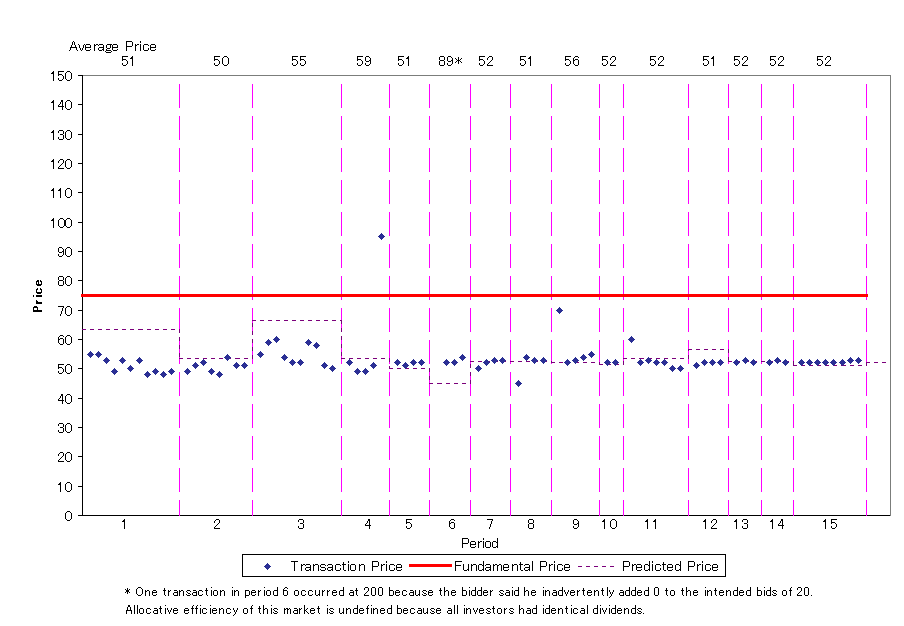 Average Price
51 50 55 59 51 89* 52 51 56 52 52 51 52 52 52
150
140
130
120
110
100
90
80
70
60
50
40
30
20
10
0
Price
1 2 3 4 5 6 7 8 9 10 11 12 13 14 15
Period
Transaction Price Fundamental Price Predicted Price
* One transaction in period 6 occurred at 200 because the bidder said he inadvertently added 0 to the intended bids of 20.
Allocative efficiency of this market is undefined because all investors had identical dividends.